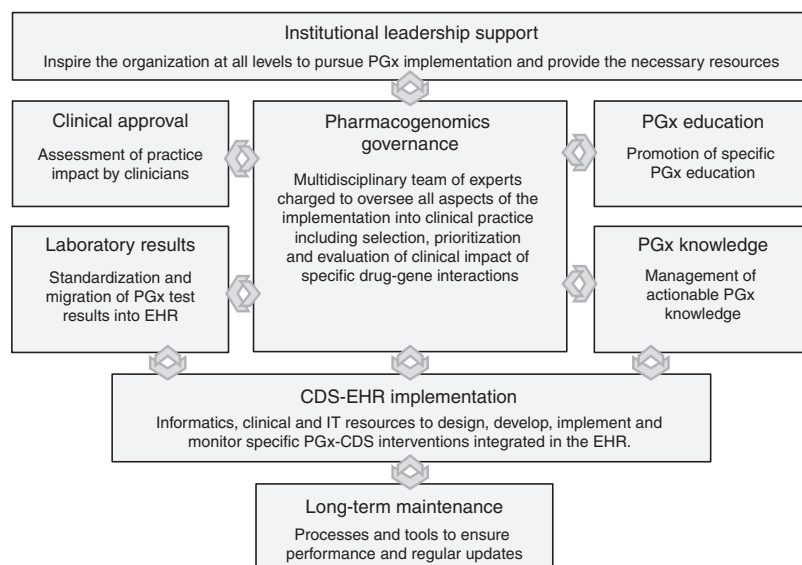 Institutional leadership support
Inspire the organization at all levels to pursue PGx implementation and provide the necessary resources
Clinical approval
Assessment of practice
impact by clinicians
Pharmacogenomics
governance
Multidisciplinary team of experts
charged to oversee all aspects of the
implementation into clinical practice
including selection, prioritization
and evaluation of clinical impact of
specific drug-gene interactions
PGx education
Promotion of specific
PGx education
Laboratory results
Standardization and
migration of PGx test
results into EHR
PGx knowledge
Management of
actionable PGx
knowledge
CDS-EHR implementation
Informatics, clinical and IT resources to design, develop, implement and
monitor specific PGx-CDS interventions integrated in the EHR.
Long-term maintenance
Processes and tools to ensure
performance and regular updates